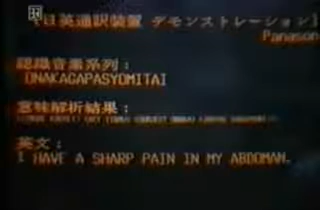 【日英通訳装置 デモンストレーション】
Panason
認識音素系列：
ONAKAGAPASYOMITAI
意味解析結果：
英文：
I HAVE A SHARP PAIN IN MY ABDOMAN.